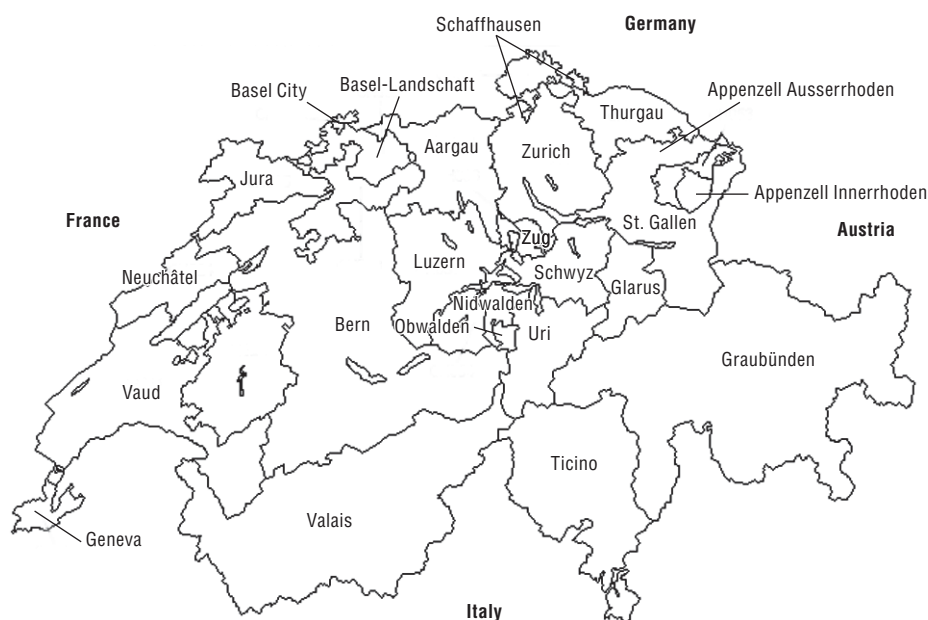 Schaffhausen
Germany
Basel City
Basel-Landschaft
Appenzell Ausserrhoden
Thurgau
Aargau
Zurich
Jura
Appenzell Innerrhoden
France
St. Gallen
Austria
Zug
Luzern
Schwyz
Neuchâtel
Glarus
Nidwalden
Bern
Obwalden
Uri
Graubünden
Vaud
Ticino
Valais
Geneva
Italy